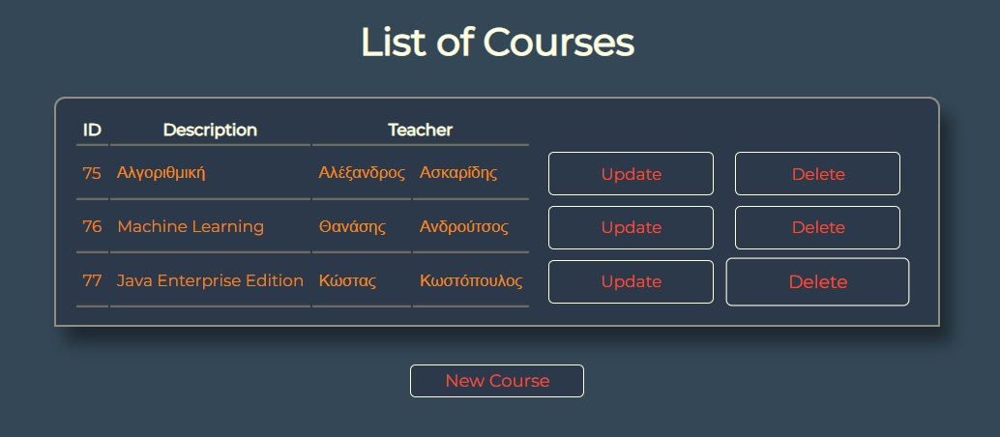 List of Courses
ID Description Teacher
75 Αλγοριθμική Αλέξανδρος Ασκαρίδης Update Delete
76 Machine Learning Θανάσης Ανδρούτσος Update Delete
77 Java Enterprise Edition Κώστας Κωστόπουλος Update Delete
New Course